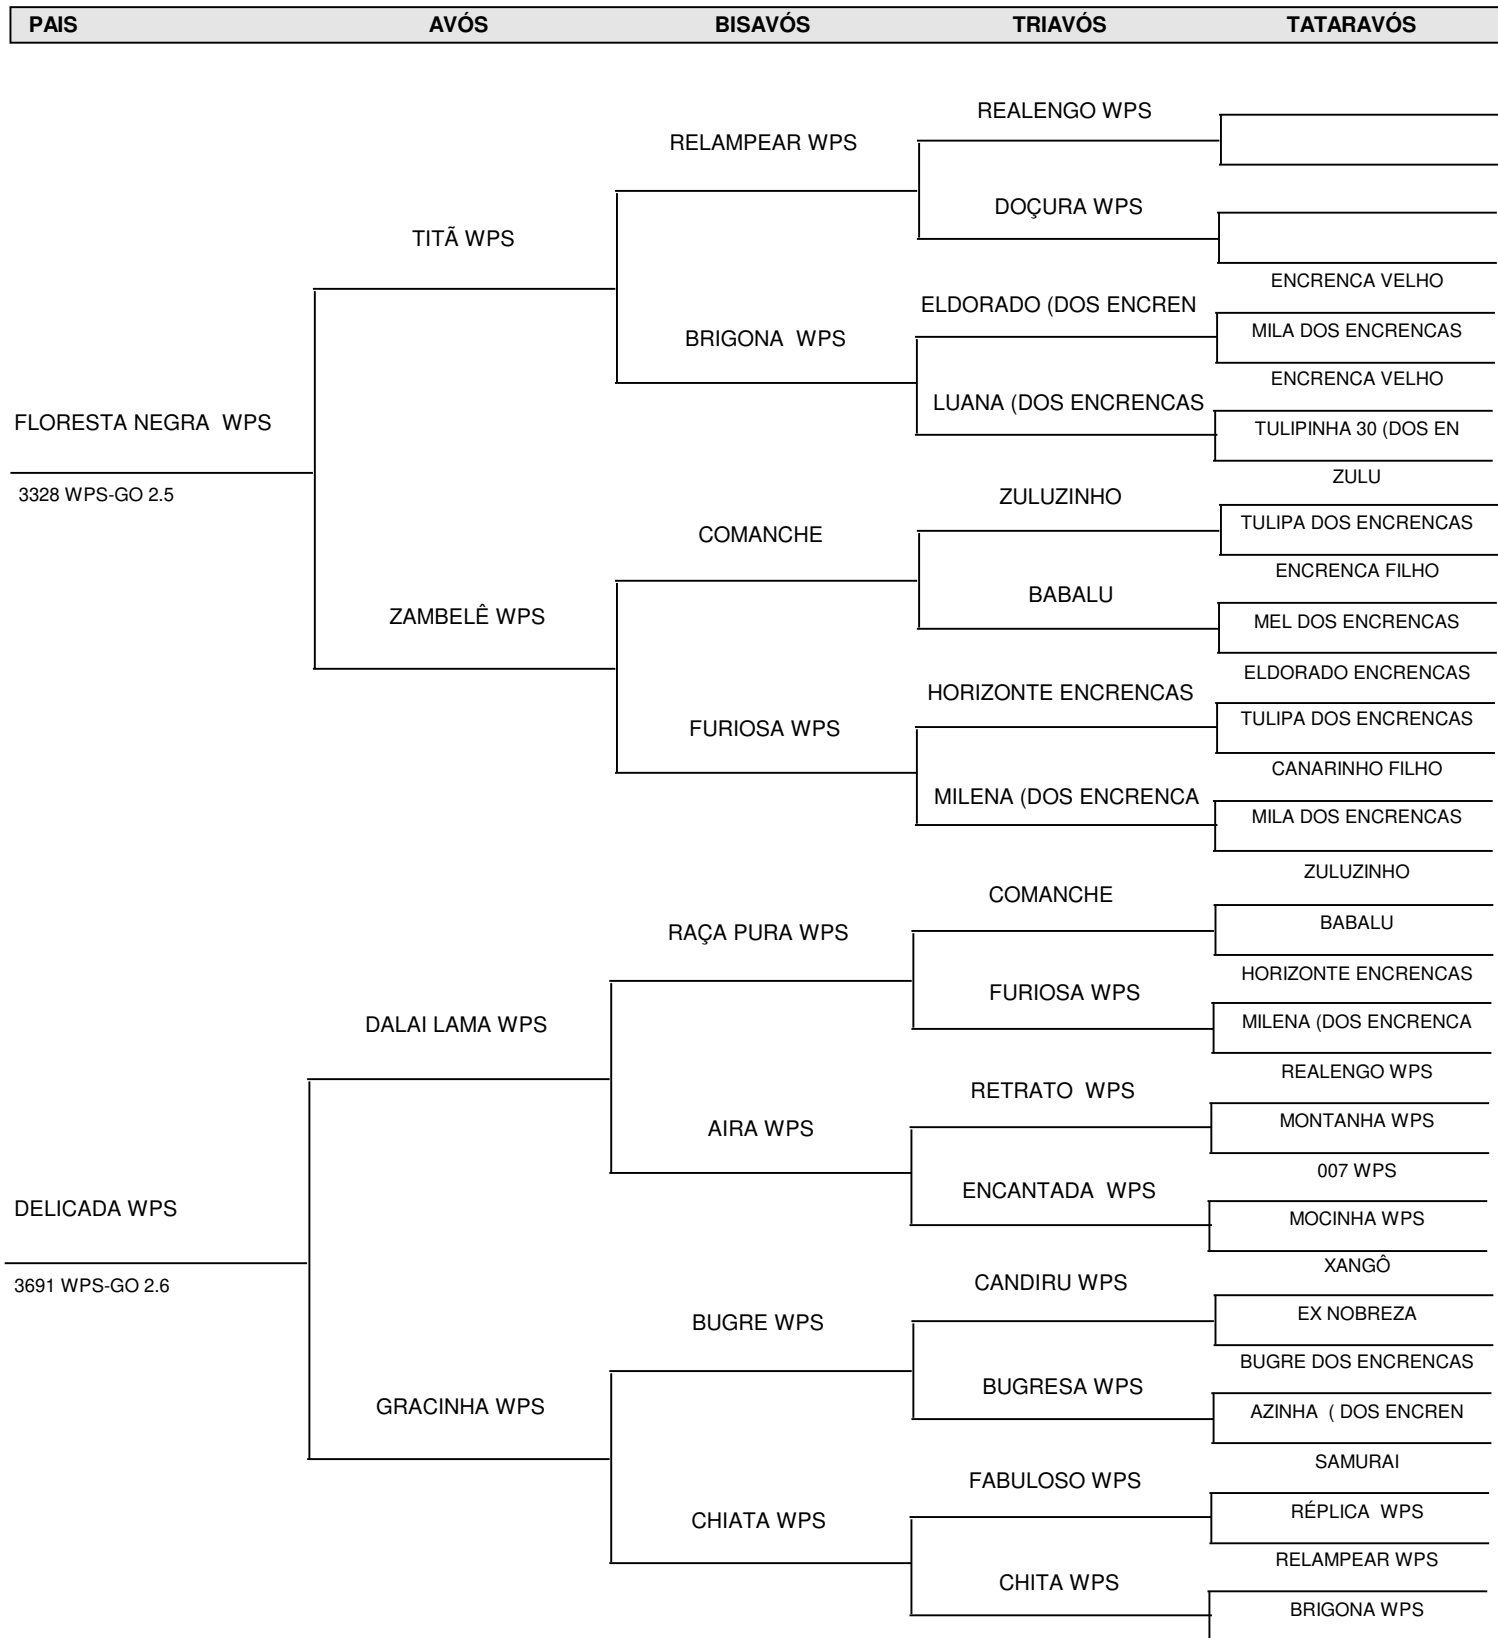 PAIS AVÓS BISAVÓS TRIAVÓS TATARAVÓS
REALENGO WPS
RELAMPEAR WPS
DOÇURA WPS
TITÃ WPS
ENCRENCA VELHO
ELDORADO (DOS ENCREN
MILA DOS ENCRENCAS
BRIGONA WPS
ENCRENCA VELHO
LUANA (DOS ENCRENCAS
FLORESTA NEGRA WPS
TULIPINHA 30 (DOS EN
ZULU
3328 WPS-GO 2.5
ZULUZINHO
TULIPA DOS ENCRENCAS
COMANCHE
ENCRENCA FILHO
BABALU
ZAMBELÊ WPS
MEL DOS ENCRENCAS
ELDORADO ENCRENCAS
HORIZONTE ENCRENCAS
TULIPA DOS ENCRENCAS
FURIOSA WPS
CANARINHO FILHO
MILENA (DOS ENCRENCA
MILA DOS ENCRENCAS
ZULUZINHO
COMANCHE
BABALU
RAÇA PURA WPS
HORIZONTE ENCRENCAS
FURIOSA WPS
MILENA (DOS ENCRENCA
DALAI LAMA WPS
REALENGO WPS
RETRATO WPS
MONTANHA WPS
AIRA WPS
007 WPS
ENCANTADA WPS
DELICADA WPS
MOCINHA WPS
XANGÔ
3691 WPS-GO 2.6
CANDIRU WPS
EX NOBREZA
BUGRE WPS
BUGRE DOS ENCRENCAS
BUGRESA WPS
GRACINHA WPS
AZINHA ( DOS ENCREN
SAMURAI
FABULOSO WPS
RÉPLICA WPS
CHIATA WPS
RELAMPEAR WPS
CHITA WPS
BRIGONA WPS